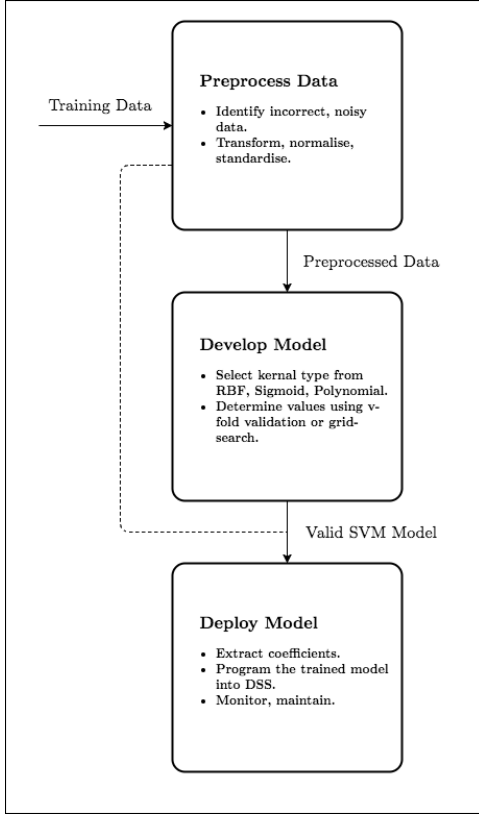 Preprocess Data
Training Data
• Identify incorrect, noisy
data.
• Transform, normalise,
standardise.
Preprocessed Data
Develop Model
• Select kernal type from
RBF, Sigmoid, Polynomial.
• Determine values using v-
fold validation or grid-
search.
Valid SVM Model
Deploy Model
• Extract coefficients.
• Program the trained model
into DSS.
• Monitor, maintain.